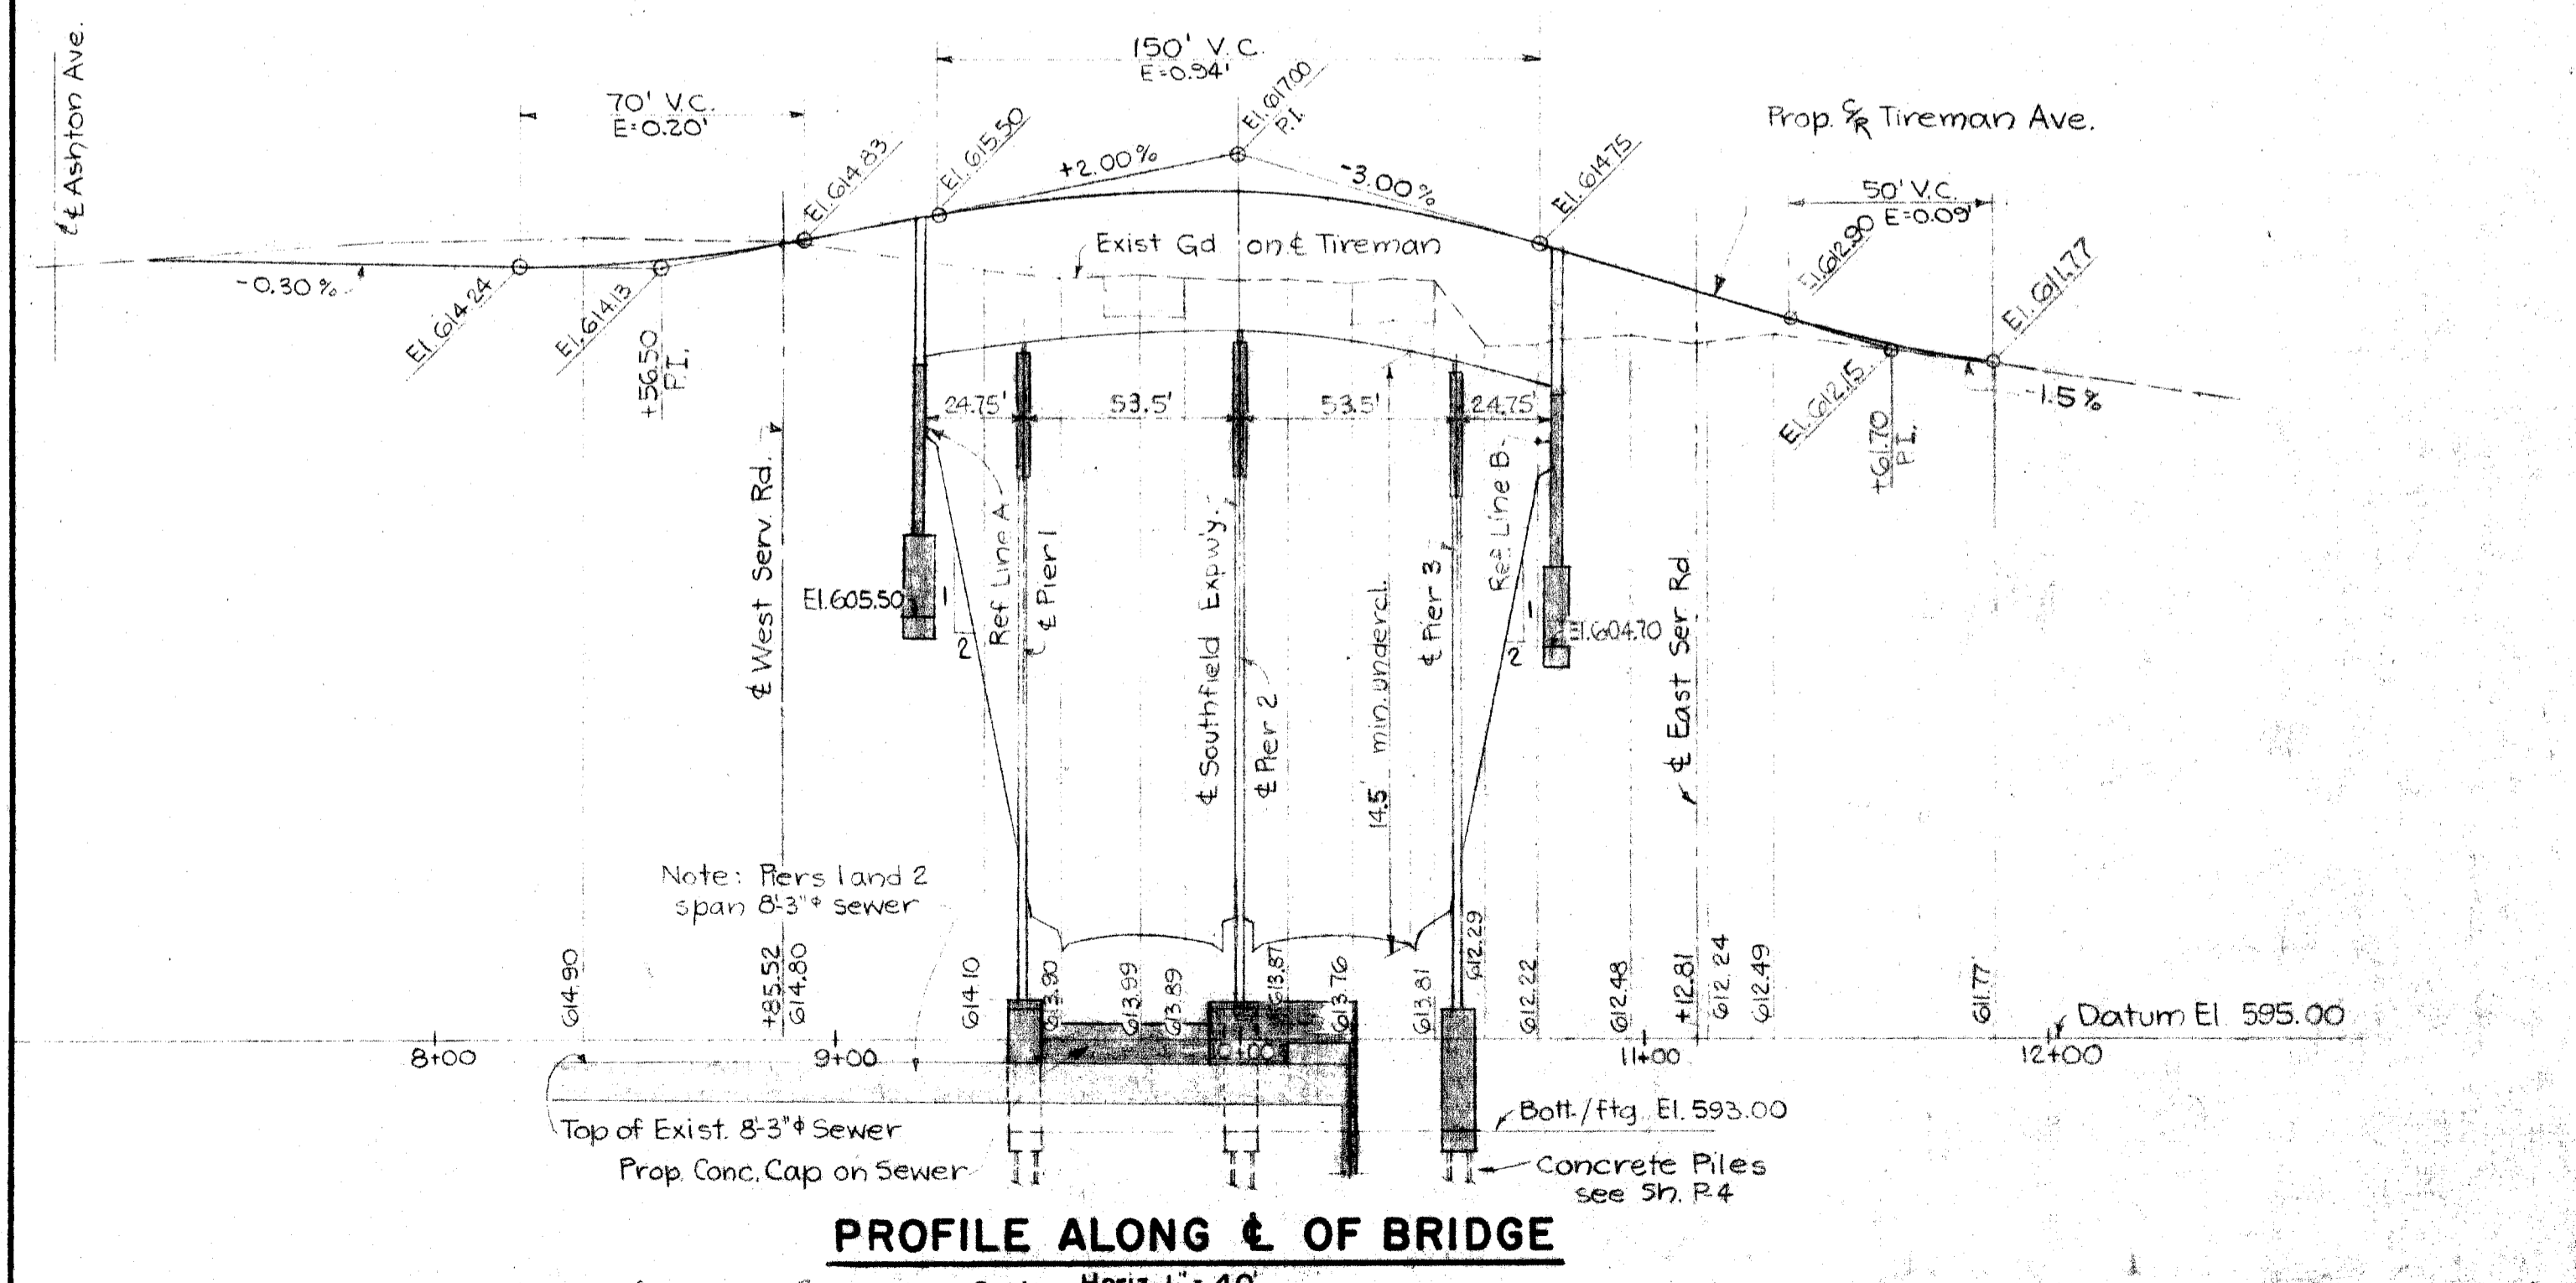 150' V.C.
E=0.94'
70' V.C.
E=0.20'
℄ Ashton Ave.
El. 617.00
P.I.
Prop. ℄/R Tireman Ave.
El. 614.83
El. 615.50
+2.00%
-3.00%
El. 614.75
50' V.C.
E=0.09'
Exist Gd on ℄ Tireman
-0.30%
El. 614.24
El. 614.13
+56.50
P.I.
El. 612.90
El. 611.77
El. 612.15
+61.70
P.I.
-1.5%
24.75'
53.5'
53.5'
24.75'
℄ West Serv. Rd.
El. 605.50
1
2
Ref Line A
℄ Pier 1
℄ Southfield Expw'y.
℄ Pier 2
14.5' min. undercl.
℄ Pier 3
Ref. Line B
1
2
El. 604.70
℄ East Ser Rd
Note: Piers 1 and 2
span 8'-3"ᶲ sewer
614.90
+85.52
614.80
614.10
613.90
613.99
613.89
613.87
613.76
613.81
612.29
612.22
612.48
+12.81
612.24
612.49
611.77
Datum El 595.00
8+00
9+00
11+00
12+00
Top of Exist. 8'-3"ᶲ Sewer
Prop. Conc. Cap on Sewer
Bott./ftg. El. 593.00
Concrete Piles
see Sh. P-4
PROFILE ALONG ℄ OF BRIDGE
Horiz 1"=40'